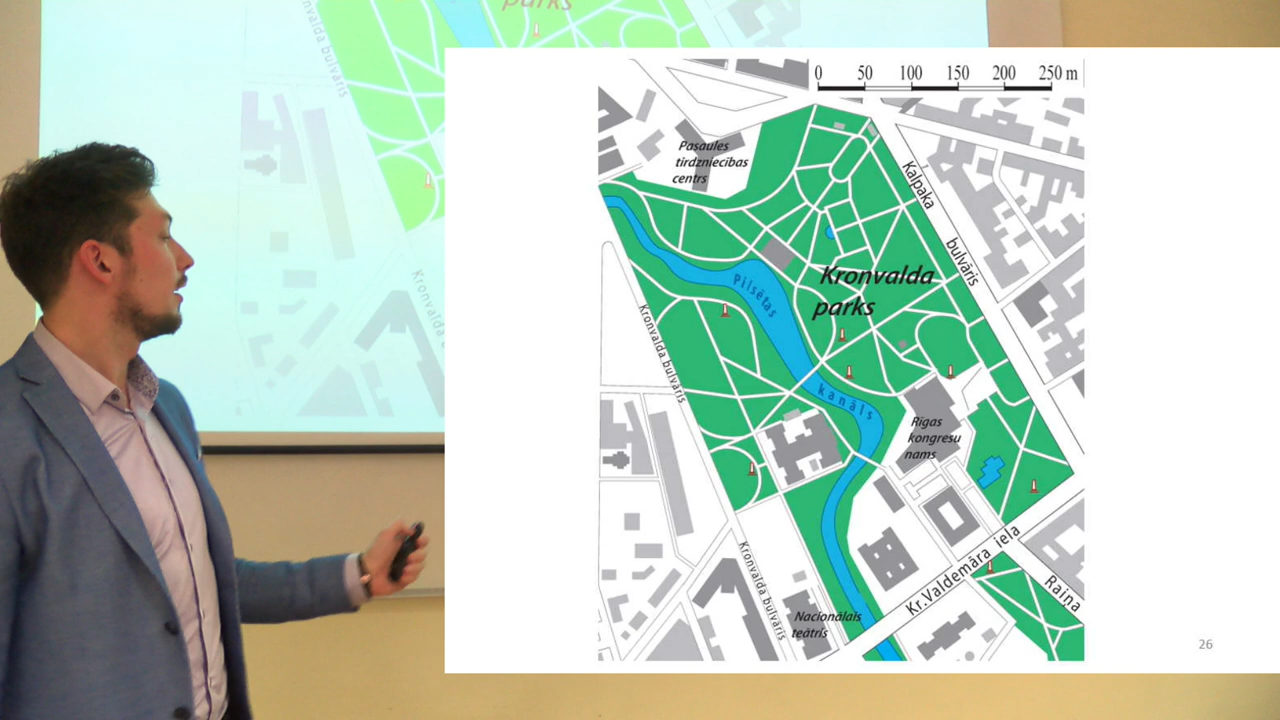 parks
Kronvalda bulvāris
Kronvalda
0 50 100 150 200 250 m
Pasaules
tirdzniecības
centrs
Kalpaka
bulvāris
Kronvalda
parks
Pilsētas
kanāls
Kronvalda bulvāris
Rīgas
kongresu
nams
Kronvalda bulvāris
Kr.Valdemāra iela
Raiņa
Nacionālais
teātris
26